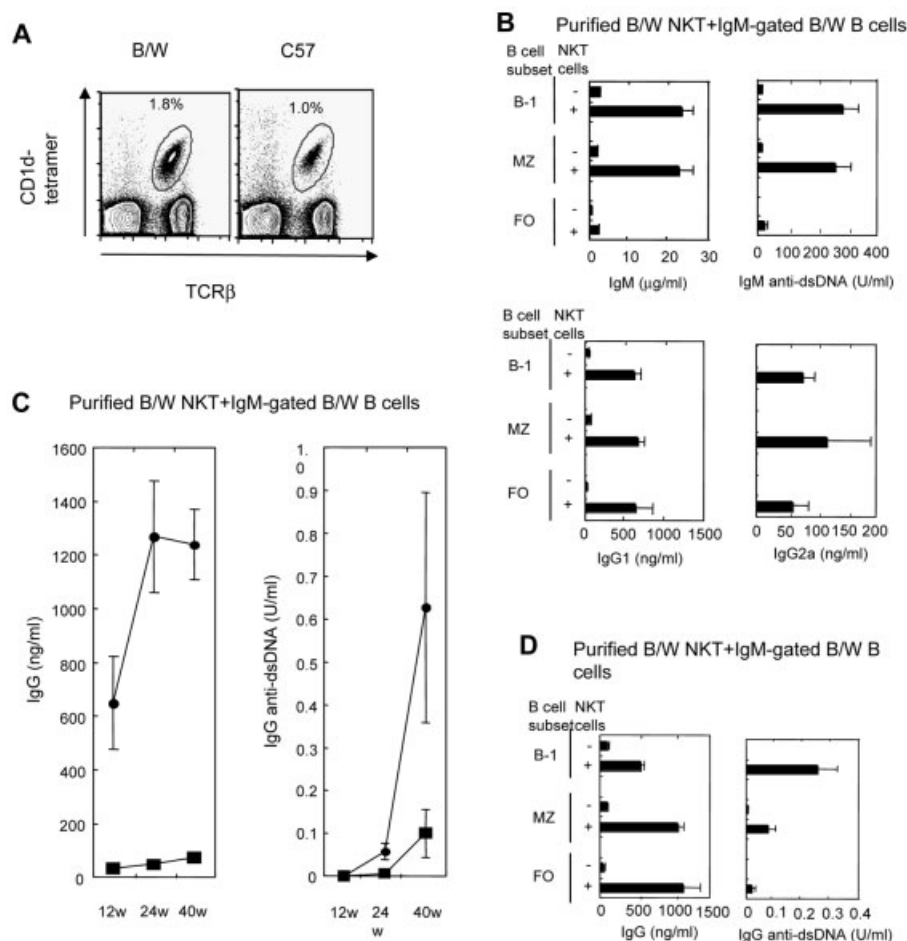 A
B/W
C57
1.8%
1.0%
CD1d-
tetramer
TCRβ
B
Purified B/W NKT+IgM-gated B/W B cells
B cell
subset
NKT
cells
B-1
-
+
MZ
-
+
FO
-
+
0 10 20 30
IgM (μg/ml)
0 100 200 300 400
IgM anti-dsDNA (U/ml)
B cell
subset
NKT
cells
B-1
-
+
MZ
-
+
FO
-
+
0 500 1000 1500
IgG1 (ng/ml)
0 50 100 150 200
IgG2a (ng/ml)
C
Purified B/W NKT+IgM-gated B/W B cells
1600
1400
1200
1000
800
600
400
200
0
IgG (ng/ml)
12w 24w 40w
1.
0
0.9
0.8
0.7
0.6
0.5
0.4
0.3
0.2
0.1
0
IgG anti-dsDNA (U/ml)
12w 24 40w
w
D
Purified B/W NKT+IgM-gated B/W B
cells
B cell
subset
NKT
cells
B-1
-
+
MZ
-
+
FO
-
+
0 500 1000 1500
IgG (ng/ml)
0 0.1 0.2 0.3 0.4
IgG anti-dsDNA (U/ml)